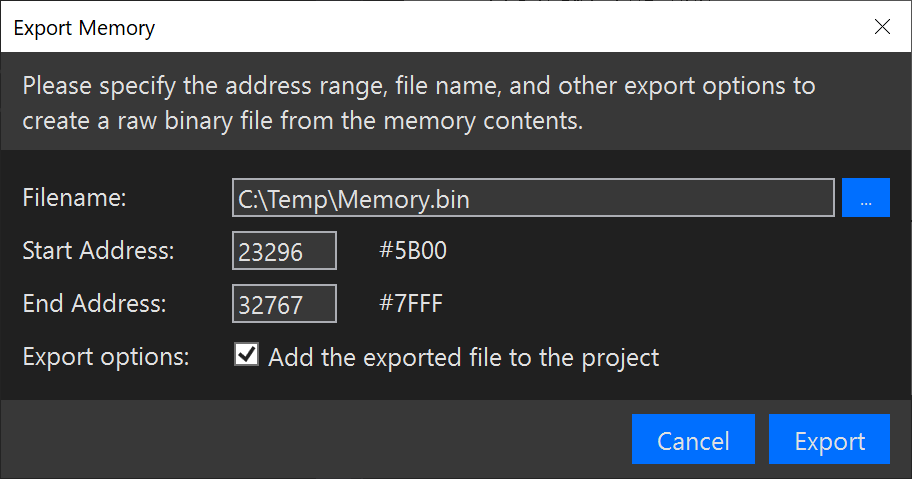 Export Memory
Please specify the address range, file name, and other export options to
create a raw binary file from the memory contents.
Filename: C:\Temp\Memory.bin ...
Start Address: 23296 #5B00
End Address: 32767 #7FFF
Export options: Add the exported file to the project
Cancel Export